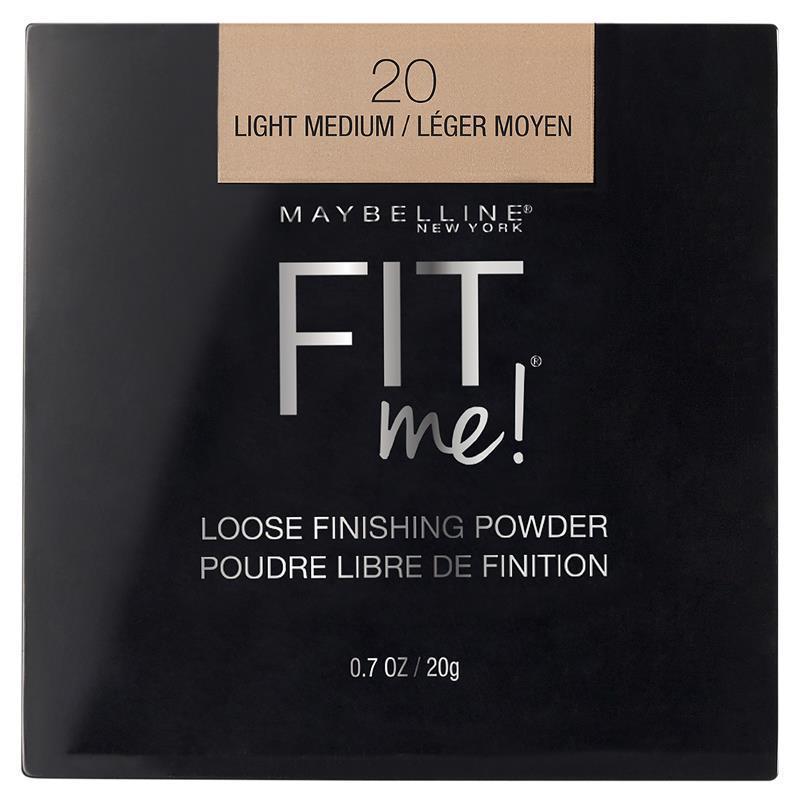 20
LIGHT MEDIUM / LÉGER MOYEN
MAYBELLINE®
NEW YORK
FIT
me!®
LOOSE FINISHING POWDER
POUDRE LIBRE DE FINITION
0.7 OZ / 20g